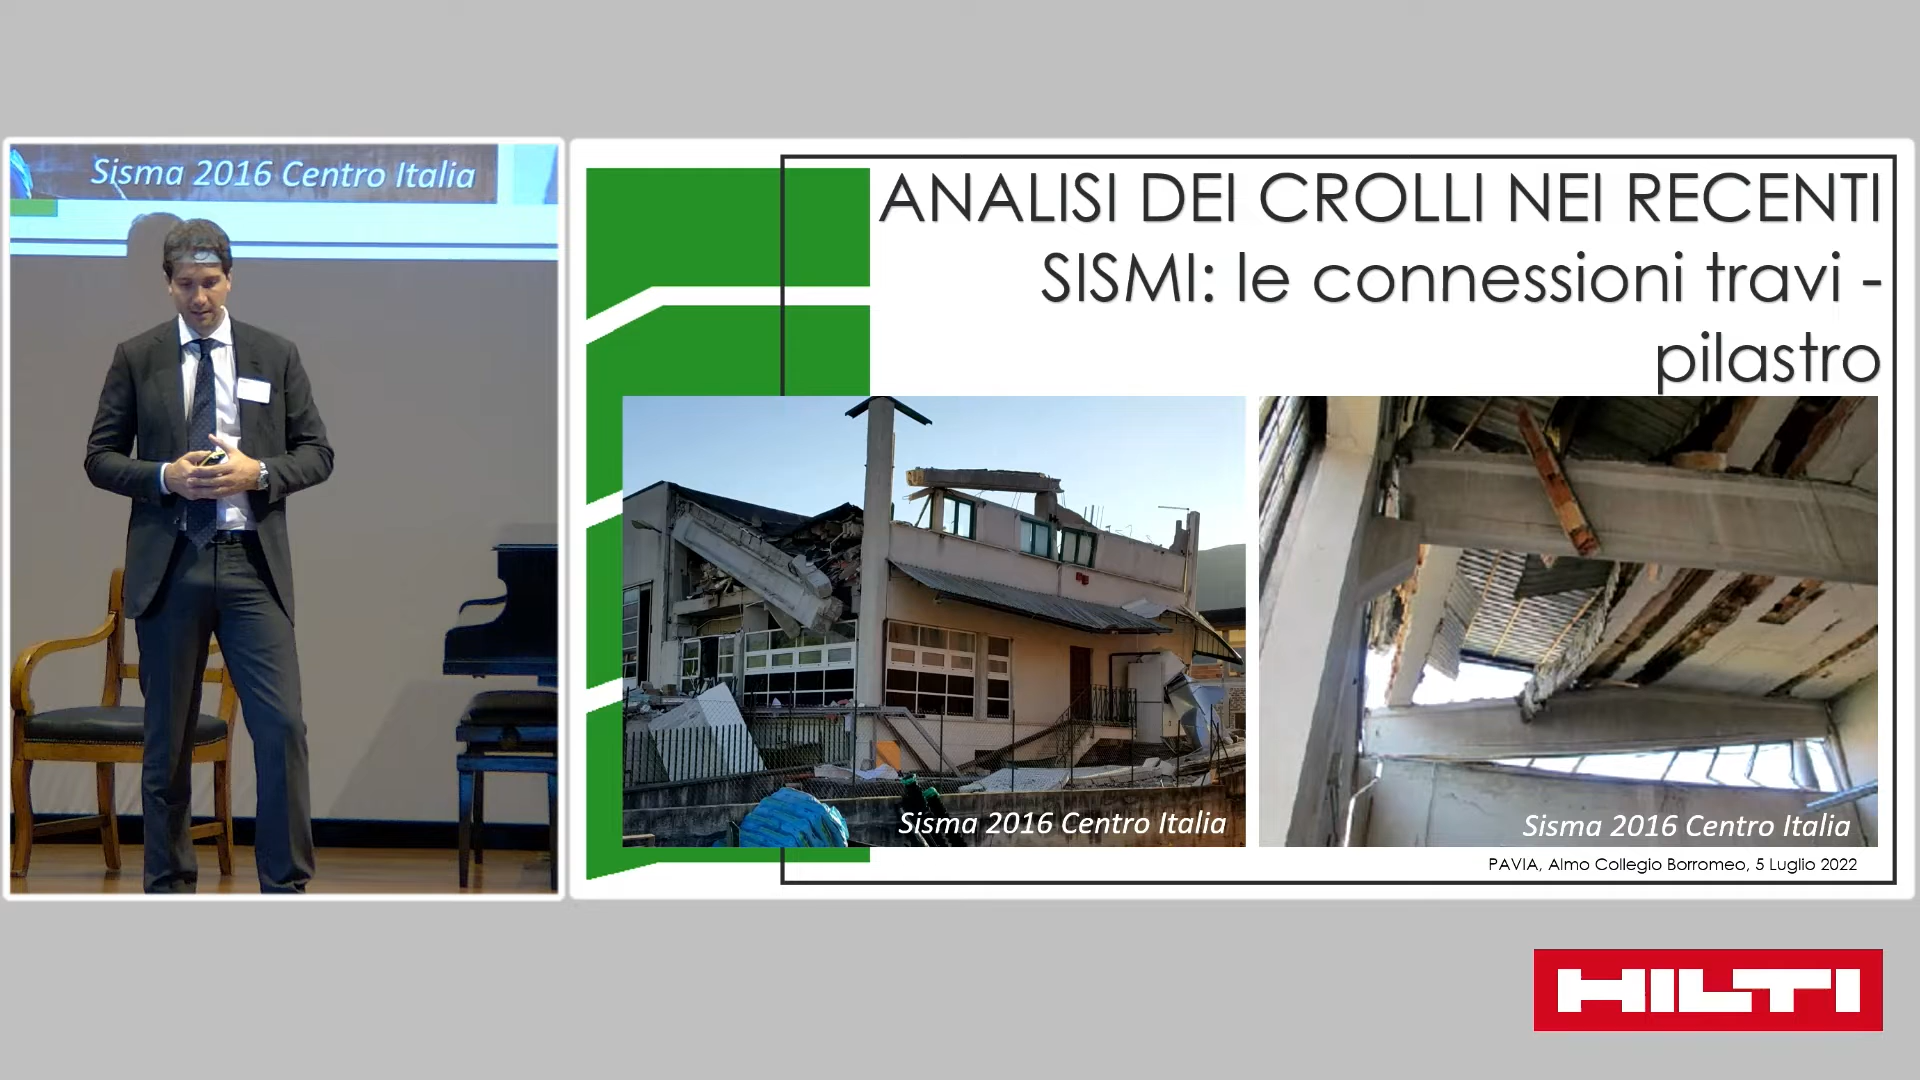 Sisma 2016 Centro Italia
ANALISI DEI CROLLI NEI RECENTI
SISMI: le connessioni travi -
pilastro
Sisma 2016 Centro Italia
Sisma 2016 Centro Italia
PAVIA, Almo Collegio Borromeo, 5 Luglio 2022
HILTI